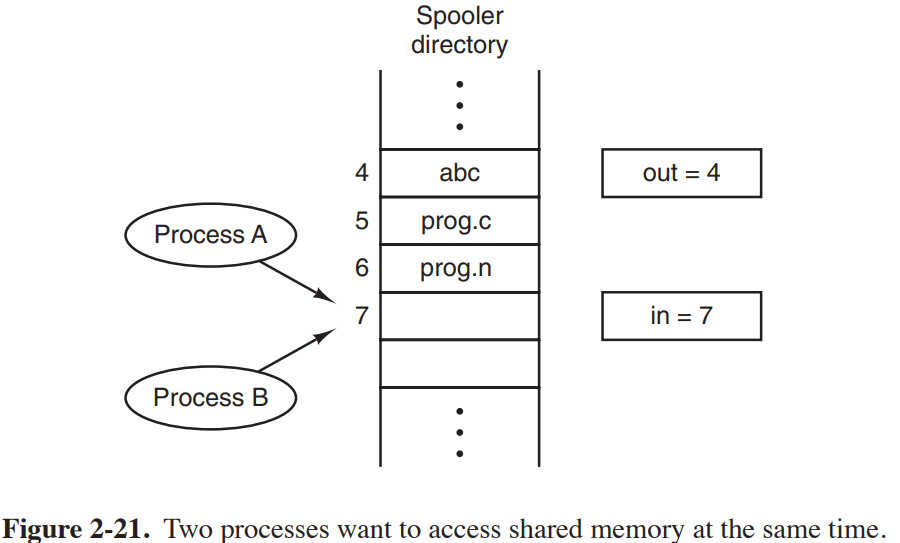 Spooler
directory
4 abc out = 4
5 prog.c
Process A
6 prog.n
7 in = 7
Process B
Figure 2-21. Two processes want to access shared memory at the same time.